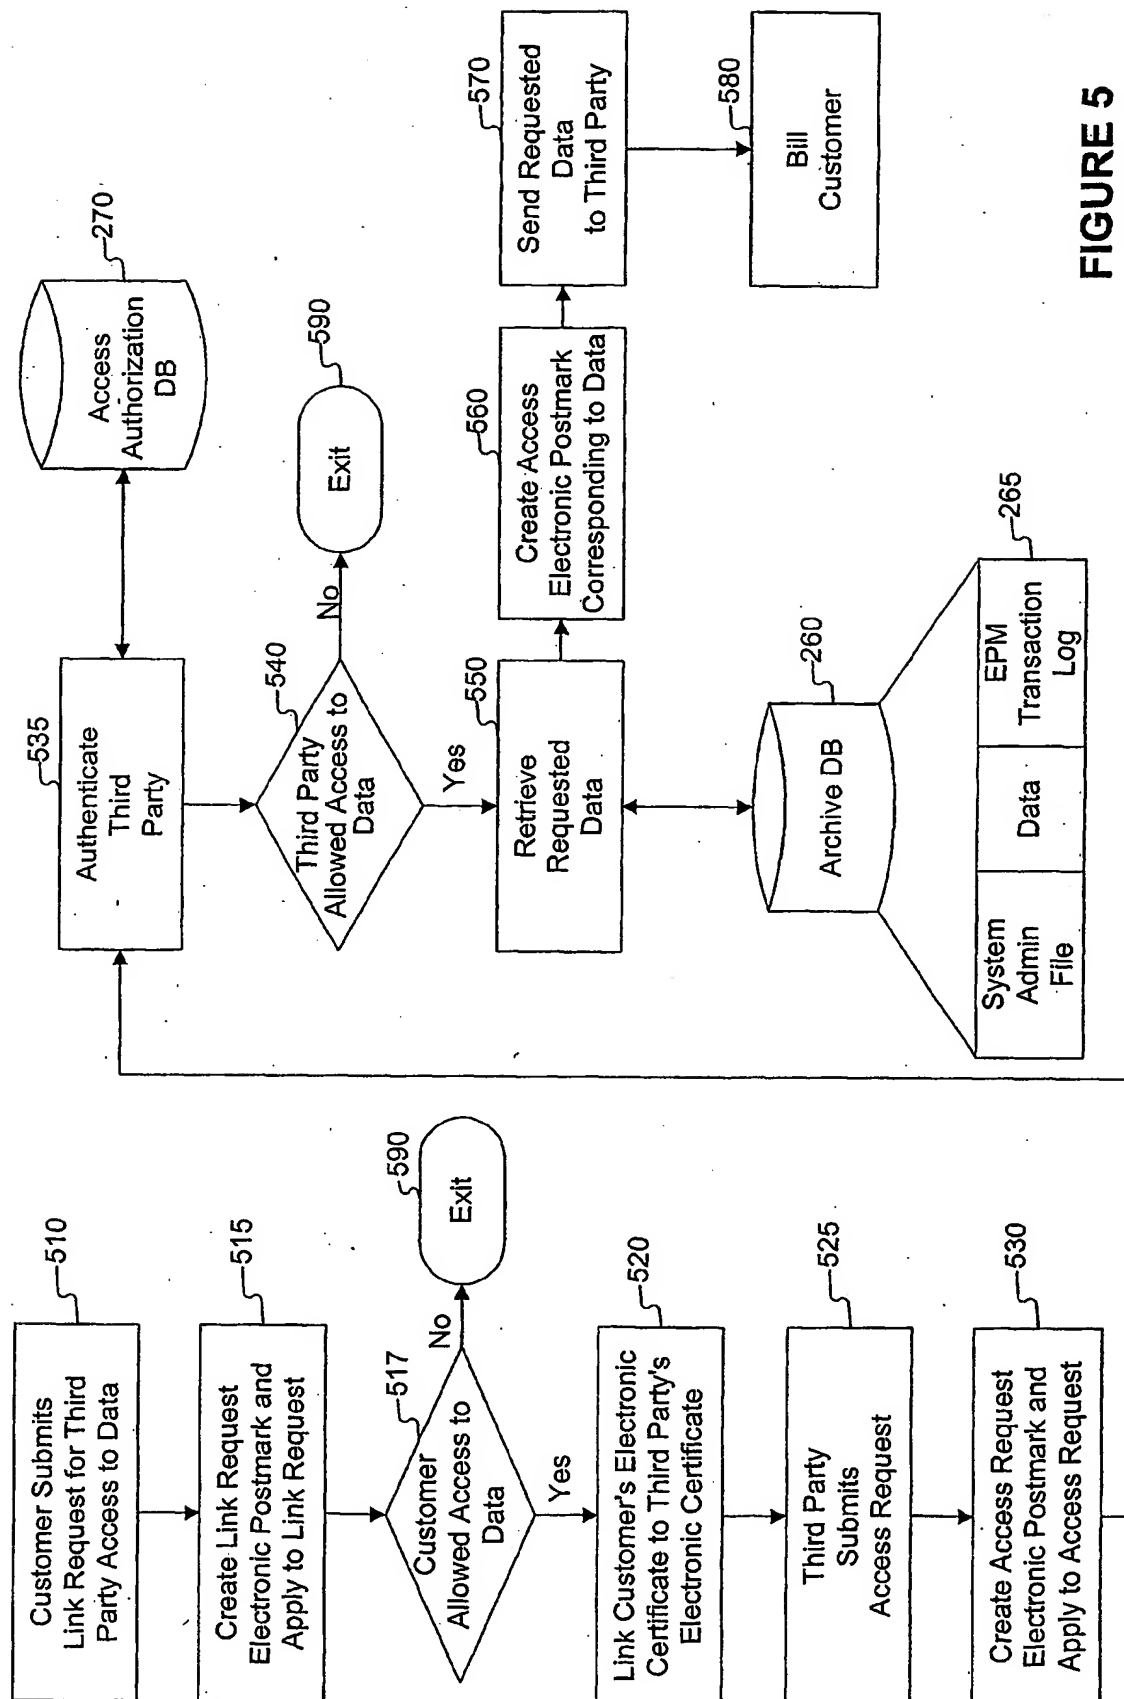 510
Customer Submits
Link Request for Third
Party Access to Data
515
Create Link Request
Electronic Postmark and
Apply to Link Request
517
Customer
Allowed Access to
Data
No
590
Exit
Yes
520
Link Customer's Electronic
Certificate to Third Party's
Electronic Certificate
525
Third Party
Submits
Access Request
530
Create Access Request
Electronic Postmark and
Apply to Access Request
535
Authenticate
Third
Party
270
Access
Authorization
DB
540
Third Party
Allowed Access to
Data
No
590
Exit
Yes
550
Retrieve
Requested
Data
560
Create Access
Electronic Postmark
Corresponding to Data
570
Send Requested
Data
to Third Party
580
Bill
Customer
260
Archive DB
265
System
Admin
File
Data
EPM
Transaction
Log
FIGURE 5